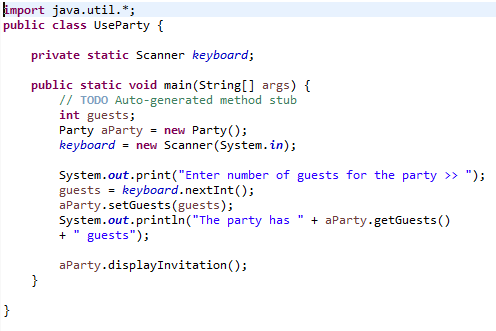 import java.util.*;
public class UseParty {
private static Scanner keyboard;
public static void main(String[] args) {
// TODO Auto-generated method stub
int guests;
Party aParty = new Party();
keyboard = new Scanner(System.in);
System.out.print("Enter number of guests for the party >> ");
guests = keyboard.nextInt();
aParty.setGuests(guests);
System.out.println("The party has " + aParty.getGuests()
+ " guests");
aParty.displayInvitation();
}
}